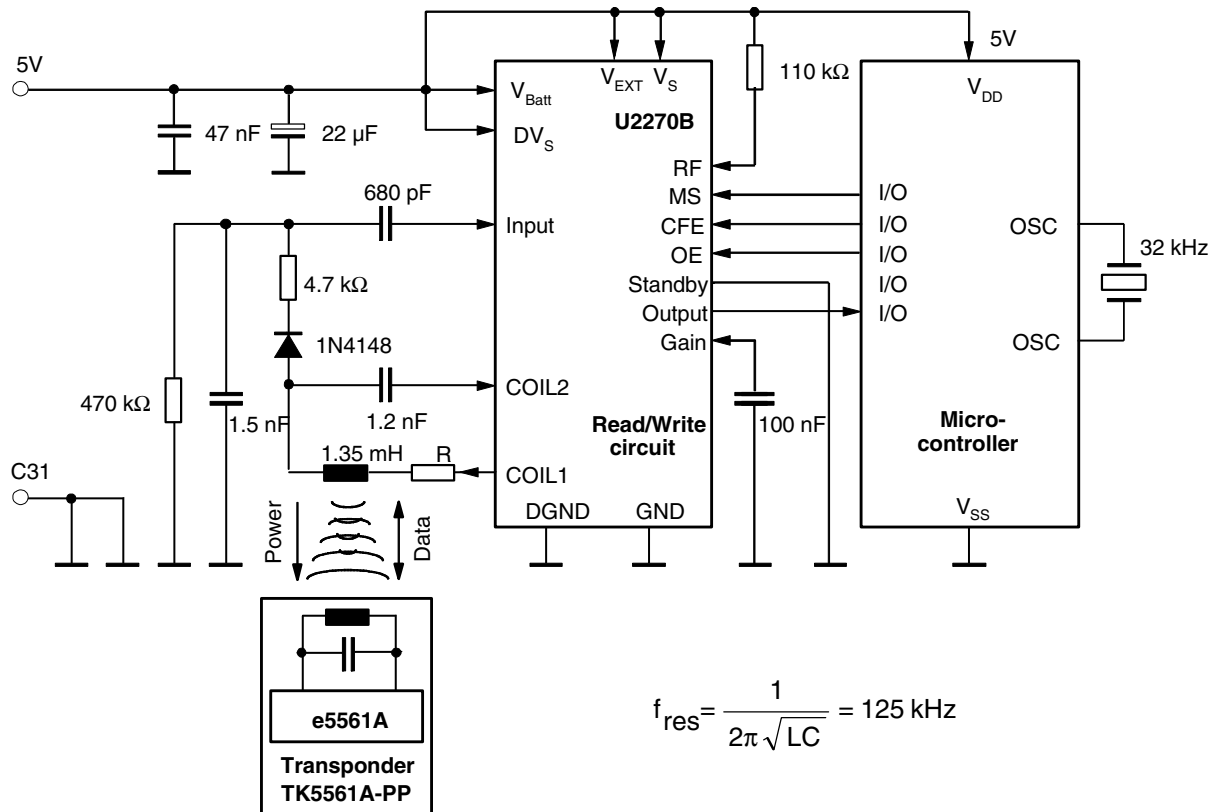 5V
5V
47 nF
22 µF
110 kΩ
V_Batt
V_EXT
V_S
V_DD
U2270B
DV_S
RF
MS
CFE
OE
Standby
Output
Gain
I/O
I/O
I/O
I/O
I/O
OSC
OSC
32 kHz
680 pF
Input
4.7 kΩ
1N4148
COIL2
470 kΩ
1.5 nF
1.2 nF
Read/Write
circuit
100 nF
Micro-
controller
1.35 mH
R
COIL1
C31
DGND
GND
V_SS
Power
Data
e5561A
Transponder
TK5561A-PP
f_res = 1 / (2π√LC) = 125 kHz